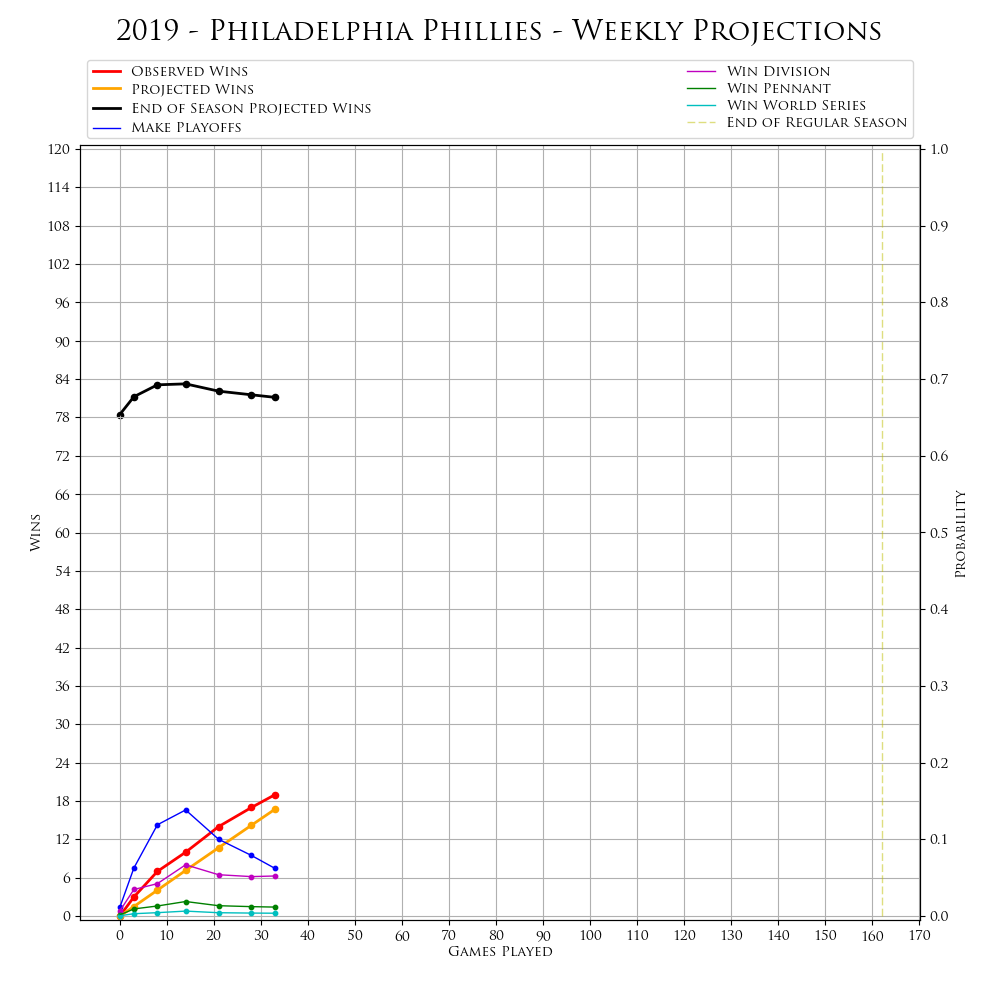 2019 - Philadelphia Phillies - Weekly Projections
Observed Wins
Projected Wins
End of Season Projected Wins
Make Playoffs
Win Division
Win Pennant
Win World Series
End of Regular Season
120
114
108
102
96
90
84
78
72
66
60
54
48
42
36
30
24
18
12
6
0
Wins
1.0
0.9
0.8
0.7
0.6
0.5
0.4
0.3
0.2
0.1
0.0
Probability
0 10 20 30 40 50 60 70 80 90 100 110 120 130 140 150 160 170
Games Played